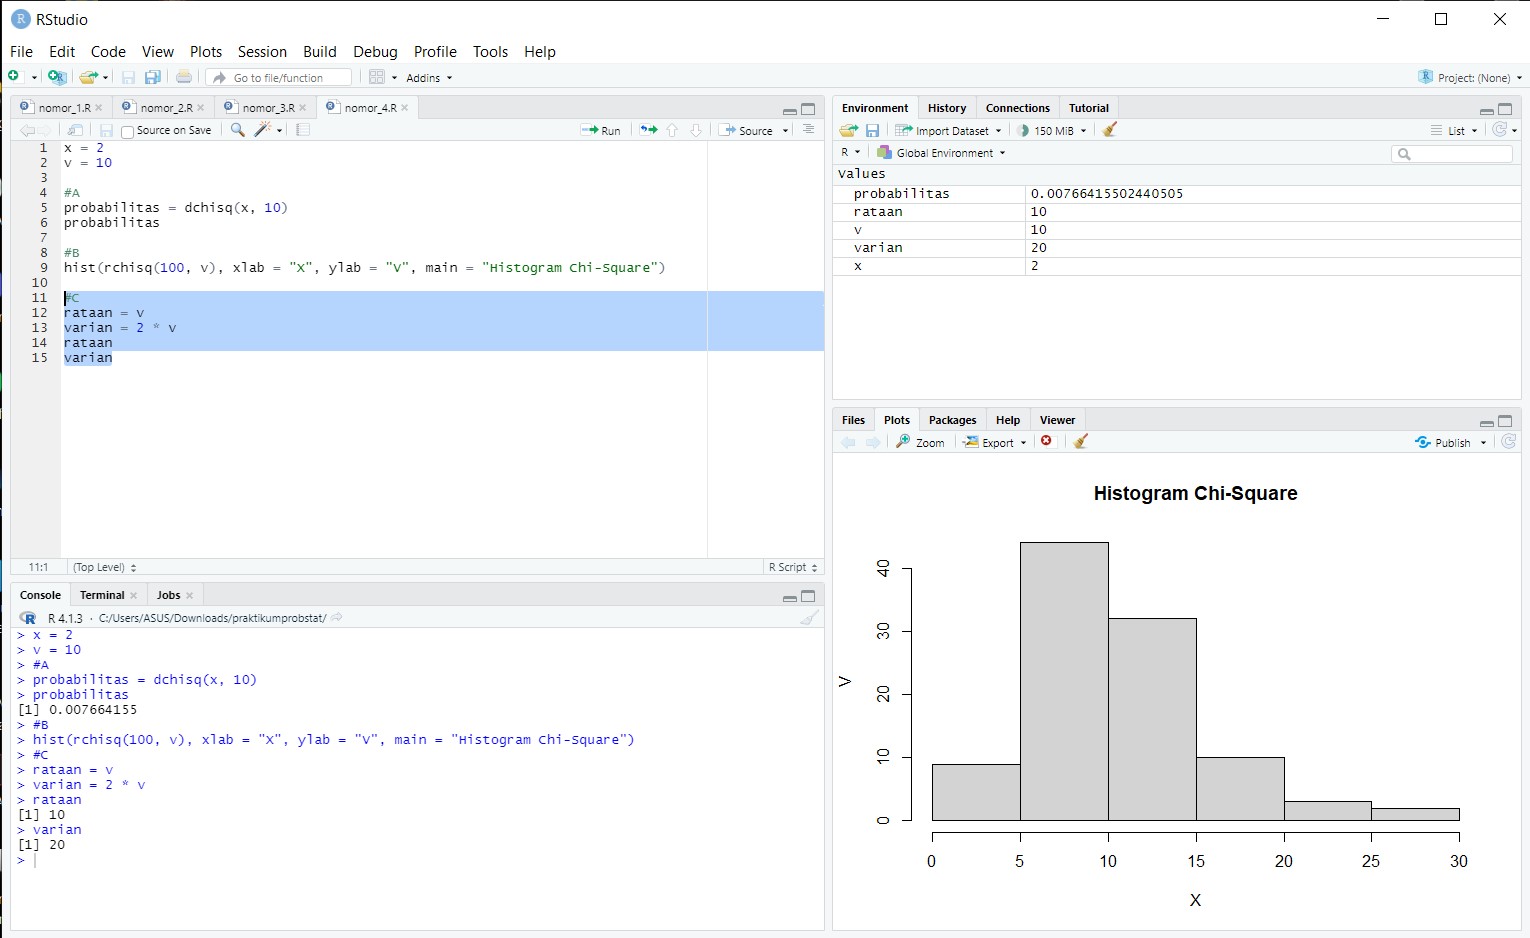 RStudio
File Edit Code View Plots Session Build Debug Profile Tools Help
Go to file/function Addins Project: (None)
nomor_1.R nomor_2.R nomor_3.R nomor_4.R
Source on Save Run Source
1 x = 2
2 v = 10
3
4 #A
5 probabilitas = dchisq(x, 10)
6 probabilitas
7
8 #B
9 hist(rchisq(100, v), xlab = "X", ylab = "V", main = "Histogram Chi-Square")
10
11 #C
12 rataan = v
13 varian = 2 * v
14 rataan
15 varian
11:1 (Top Level) R Script
Console Terminal Jobs
R 4.1.3 · C:/Users/ASUS/Downloads/praktikumprobstat/
> x = 2
> v = 10
> #A
> probabilitas = dchisq(x, 10)
> probabilitas
[1] 0.007664155
> #B
> hist(rchisq(100, v), xlab = "X", ylab = "V", main = "Histogram Chi-Square")
> #C
> rataan = v
> varian = 2 * v
> rataan
[1] 10
> varian
[1] 20
>
Environment History Connections Tutorial
Import Dataset 150 MiB List
R Global Environment
Values
probabilitas 0.00766415502440505
rataan 10
v 10
varian 20
x 2
Files Plots Packages Help Viewer
Zoom Export Publish
Histogram Chi-Square
V
40
30
20
10
0
0 5 10 15 20 25 30
X